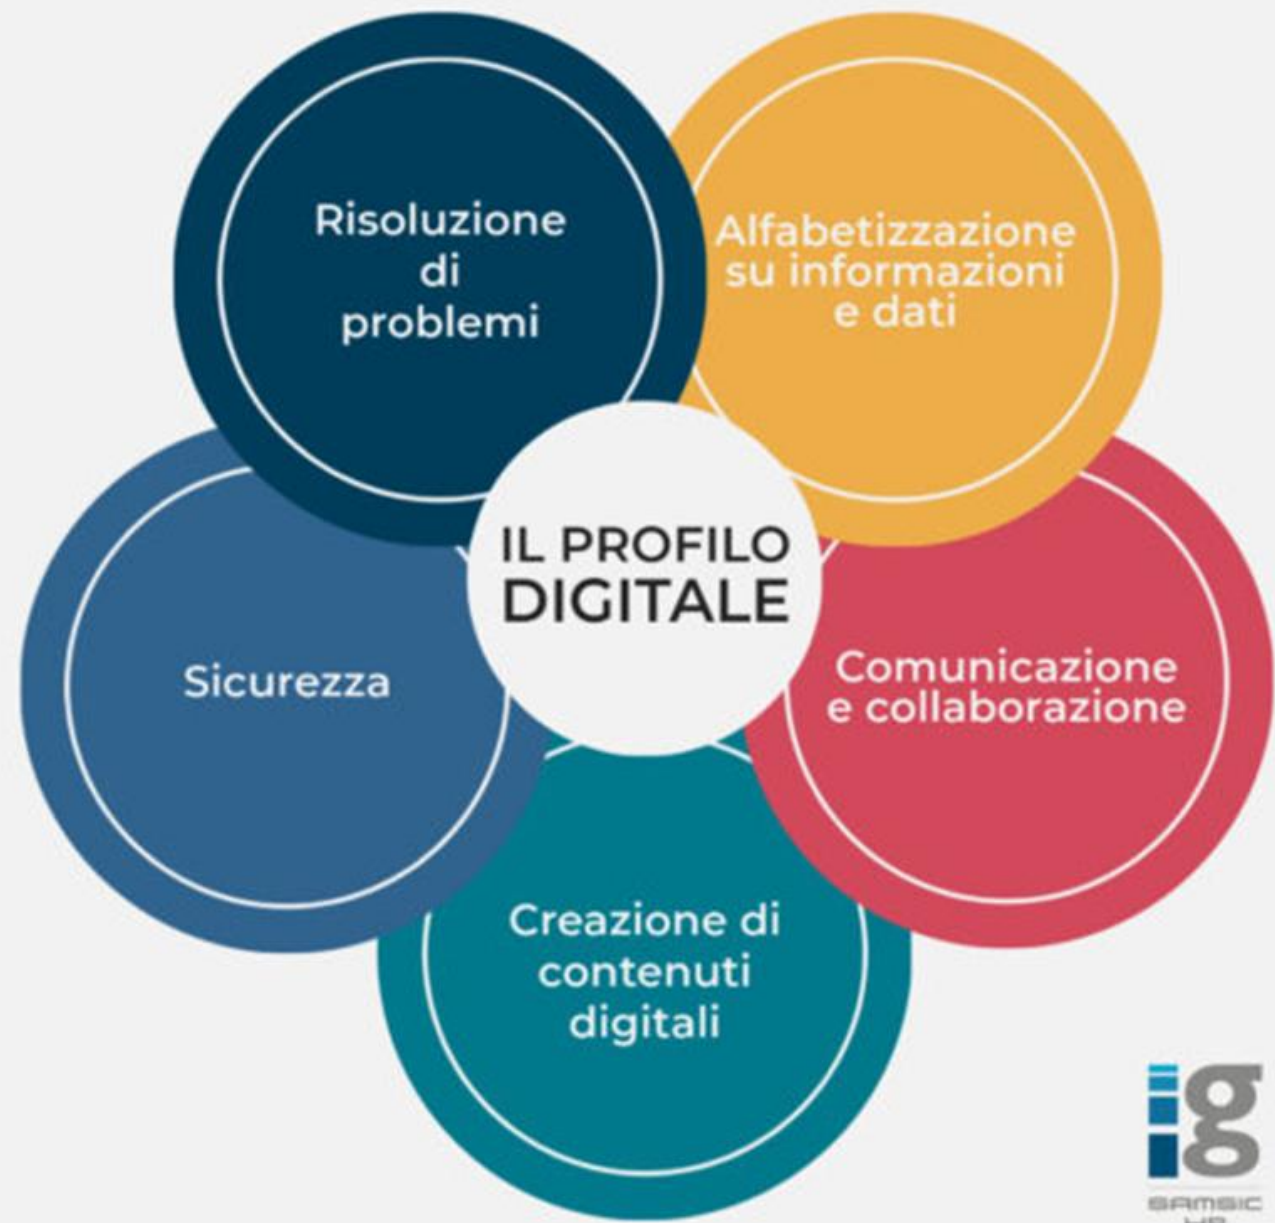 Risoluzione
di
problemi
Alfabetizzazione
su informazioni
e dati
IL PROFILO
DIGITALE
Sicurezza
Comunicazione
e collaborazione
Creazione di
contenuti
digitali
ig
SAMSIC